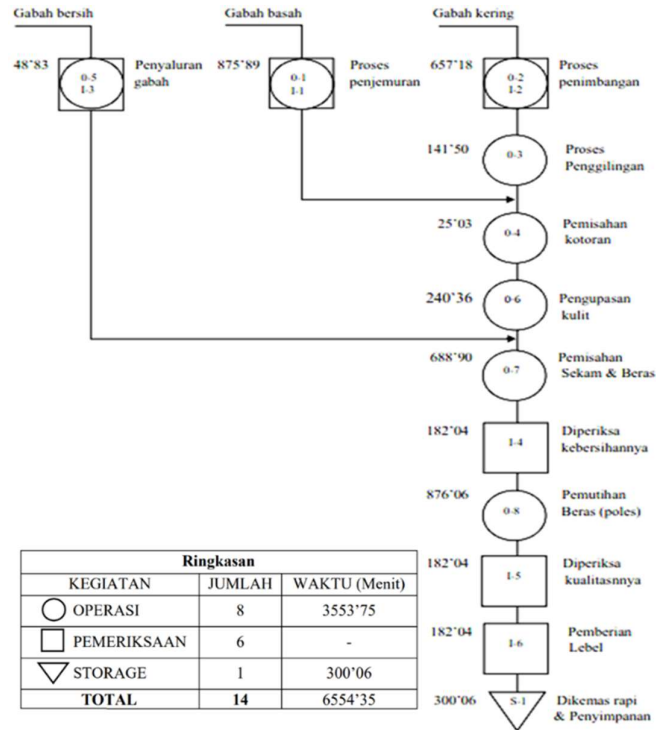 Gabah bersih
Gabah basah
Gabah kering
48'83
0-5
I-3
Penyaluran
gabah
875'89
0-1
I-1
Proses
penjemuran
657'18
0-2
I-2
Proses
penimbangan
141'50
0-3
Proses
Penggilingan
25'03
0-4
Pemisahan
kotoran
240'36
0-6
Pengupasan
kulit
688'90
0-7
Pemisahan
Sekam & Beras
182'04
I-4
Diperiksa
kebersihannya
876'06
0-8
Pemutihan
Beras (poles)
182'04
I-5
Diperiksa
kualitasnnya
182'04
I-6
Pemberian
Lebel
300'06
S-1
Dikemas rapi
& Penyimpanan
Ringkasan
KEGIATAN JUMLAH WAKTU (Menit)
OPERASI 8 3553'75
PEMERIKSAAN 6 -
STORAGE 1 300'06
TOTAL 14 6554'35